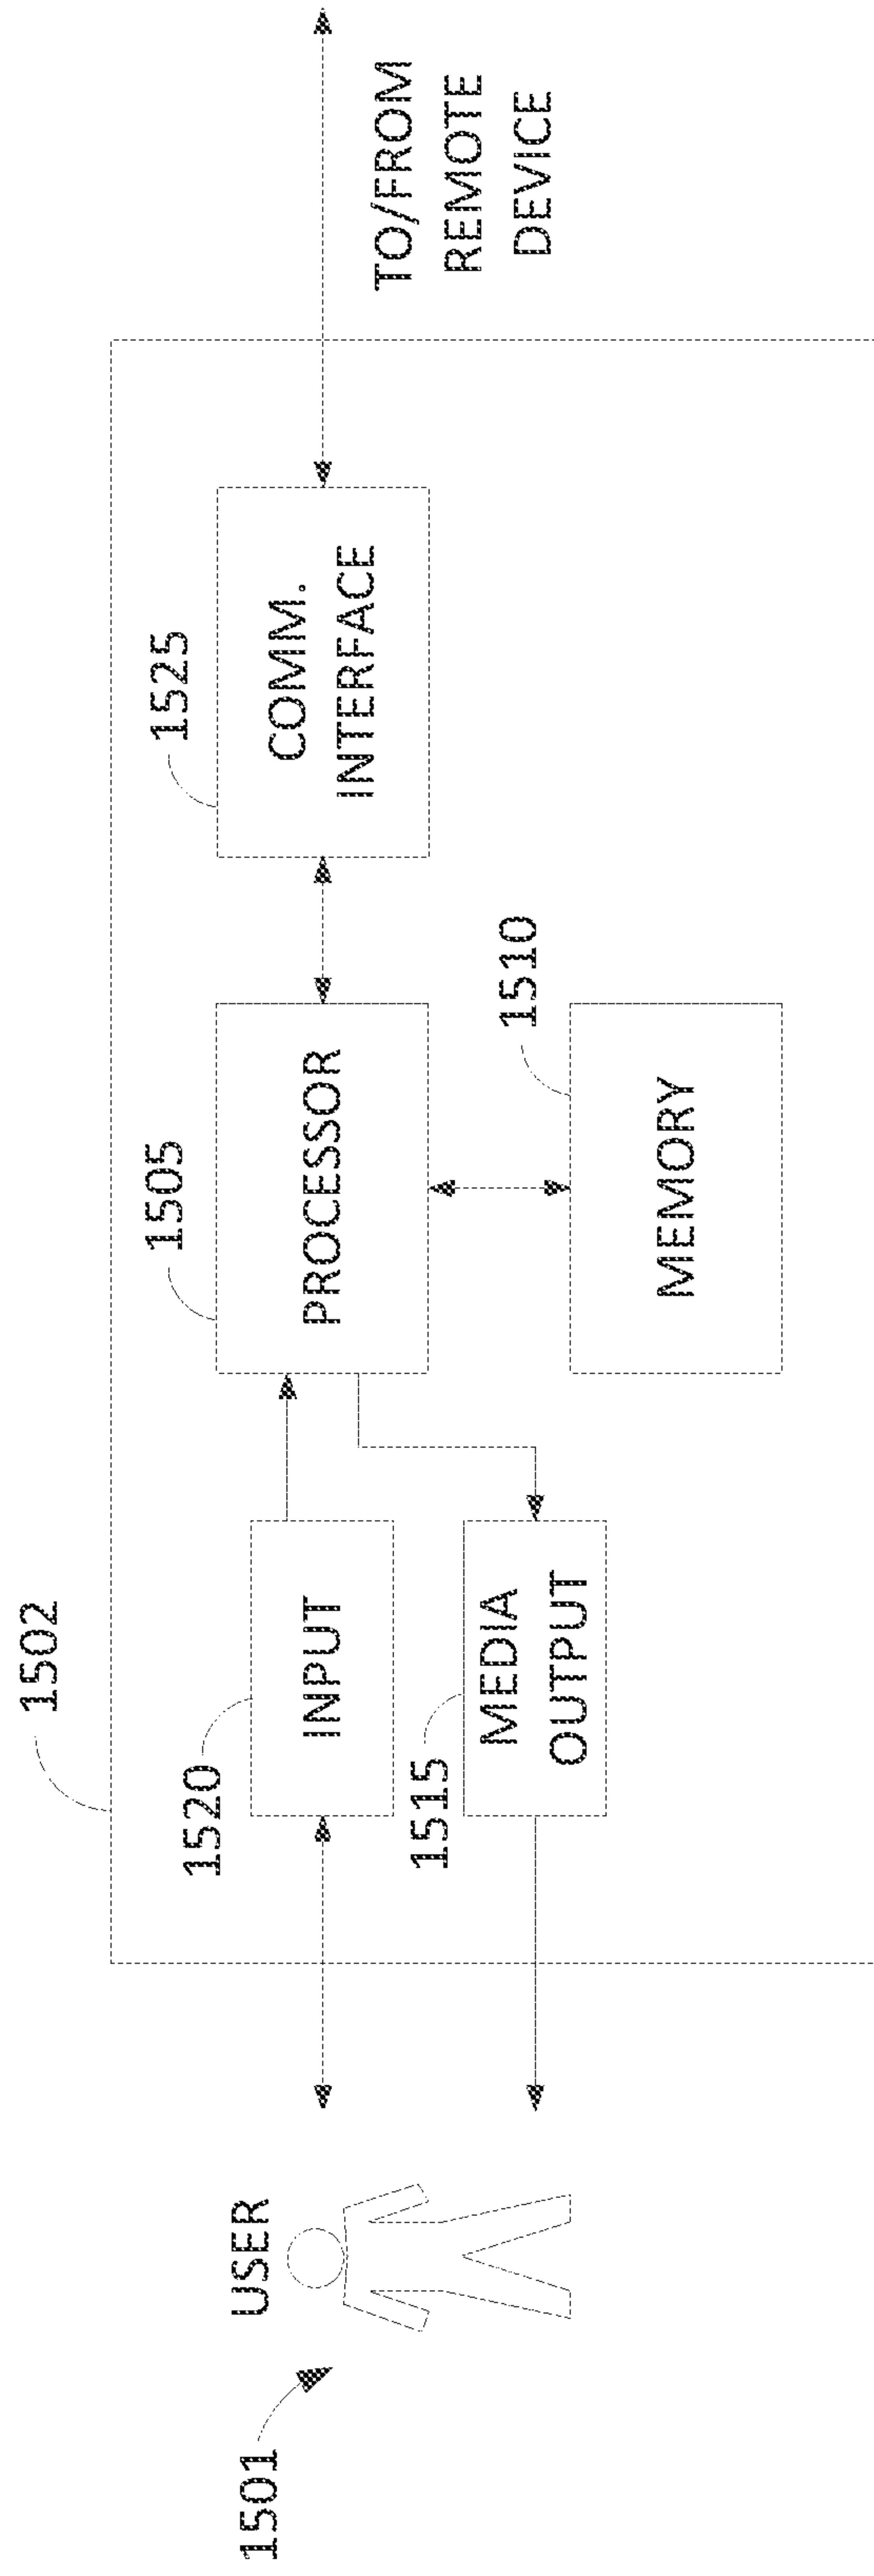 1502
1501
USER
1520
INPUT
1515
MEDIA
OUTPUT
1505
PROCESSOR
1510
MEMORY
1525
COMM.
INTERFACE
TO/FROM
REMOTE
DEVICE